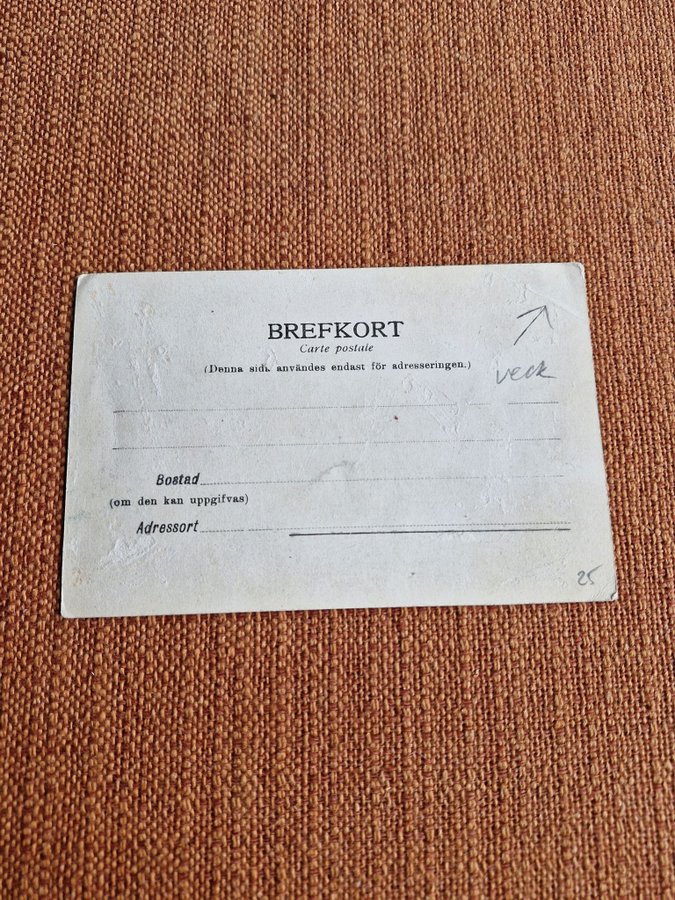 BREFKORT
Carte postale
(Denna sida användes endast för adresseringen.)
veck
Bostad
(om den kan uppgifvas)
Adressort
25